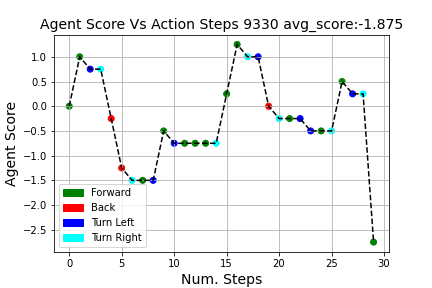 Agent Score Vs Action Steps 9330 avg_score:-1.875
Agent Score
1.0
0.5
0.0
−0.5
−1.0
−1.5
−2.0
−2.5
Forward
Back
Turn Left
Turn Right
0 5 10 15 20 25 30
Num. Steps